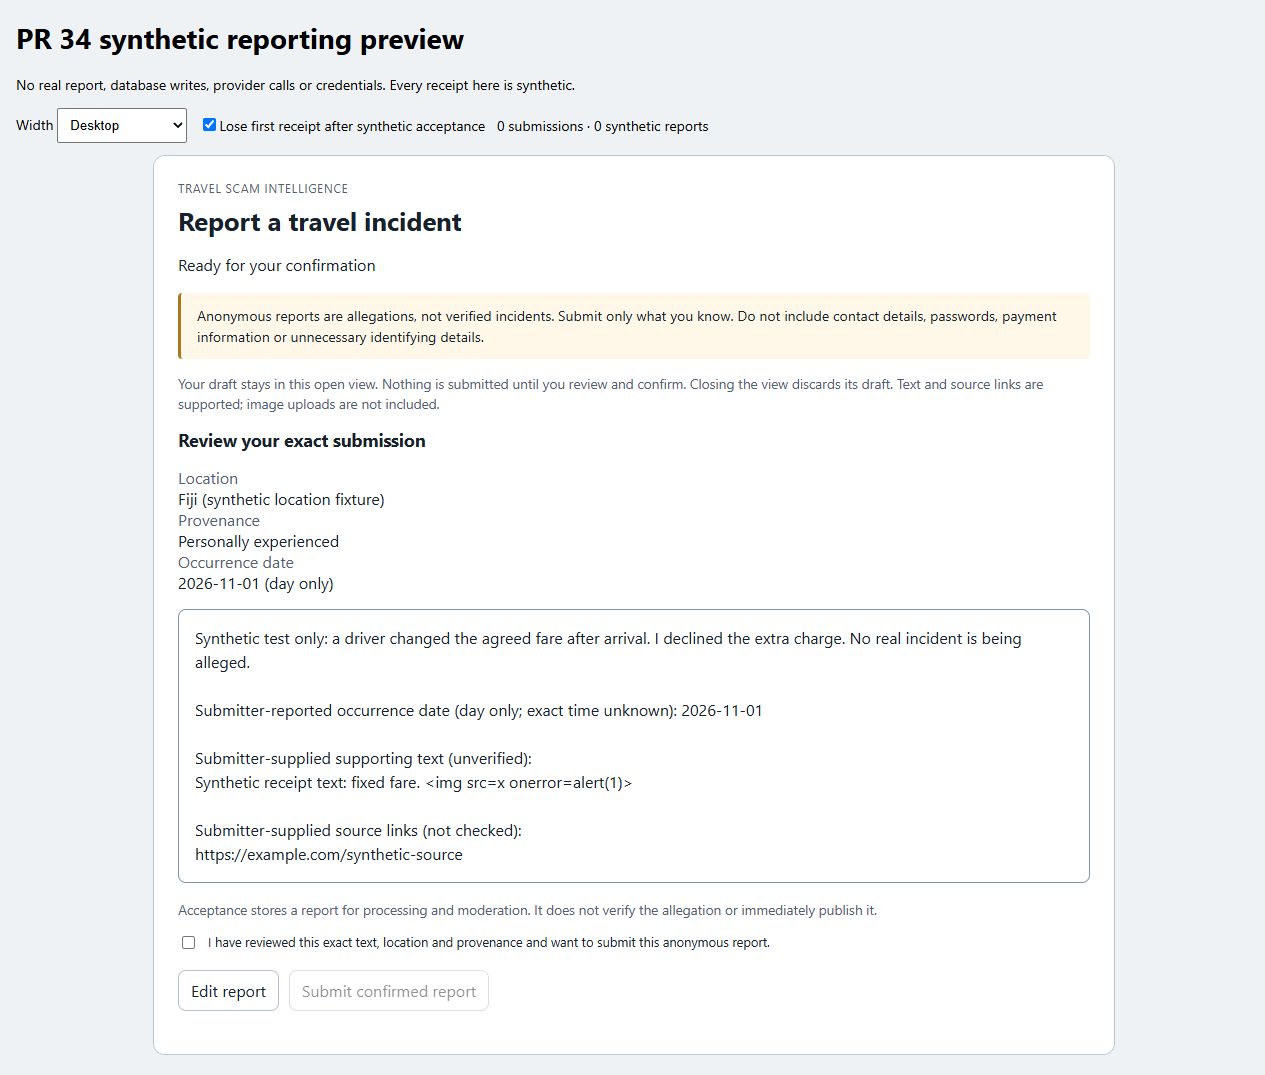 PR 34 synthetic reporting preview
No real report, database writes, provider calls or credentials. Every receipt here is synthetic.
Width Desktop Lose first receipt after synthetic acceptance 0 submissions · 0 synthetic reports
TRAVEL SCAM INTELLIGENCE
Report a travel incident
Ready for your confirmation
Anonymous reports are allegations, not verified incidents. Submit only what you know. Do not include contact details, passwords, payment
information or unnecessary identifying details.
Your draft stays in this open view. Nothing is submitted until you review and confirm. Closing the view discards its draft. Text and source links are
supported; image uploads are not included.
Review your exact submission
Location
Fiji (synthetic location fixture)
Provenance
Personally experienced
Occurrence date
2026-11-01 (day only)
Synthetic test only: a driver changed the agreed fare after arrival. I declined the extra charge. No real incident is being
alleged.
Submitter-reported occurrence date (day only; exact time unknown): 2026-11-01
Submitter-supplied supporting text (unverified):
Synthetic receipt text: fixed fare. <img src=x onerror=alert(1)>
Submitter-supplied source links (not checked):
https://example.com/synthetic-source
Acceptance stores a report for processing and moderation. It does not verify the allegation or immediately publish it.
I have reviewed this exact text, location and provenance and want to submit this anonymous report.
Edit report Submit confirmed report